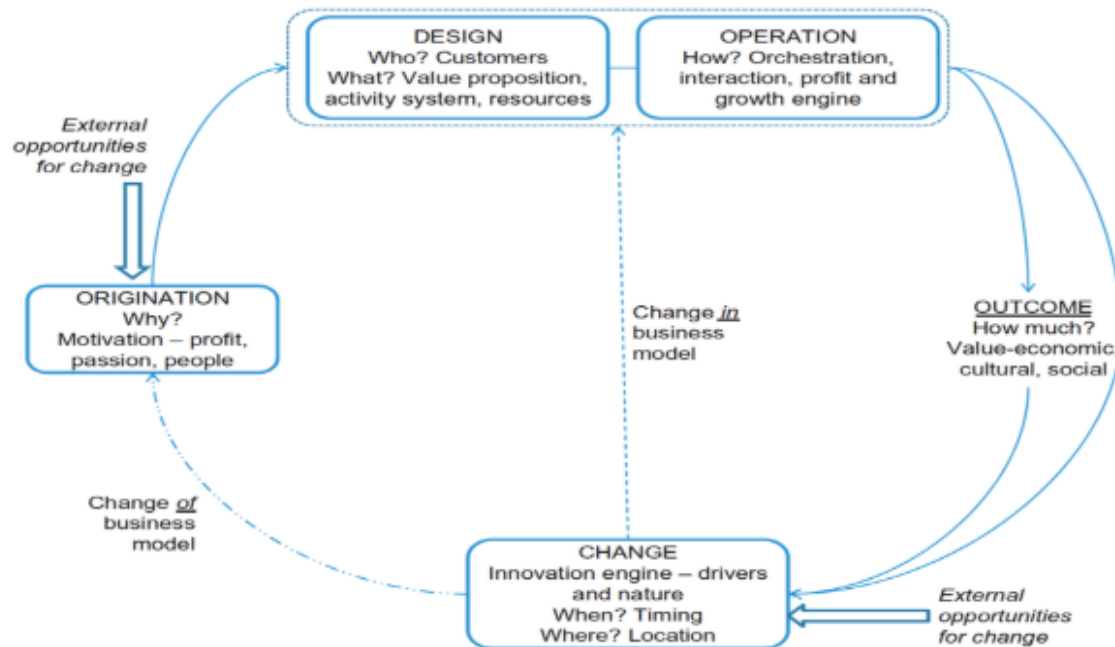 DESIGN
Who? Customers
What? Value proposition,
activity system, resources
OPERATION
How? Orchestration,
interaction, profit and
growth engine
External
opportunities
for change
ORIGINATION
Why?
Motivation – profit,
passion, people
Change in
business
model
OUTCOME
How much?
Value-economic
cultural, social
Change of
business
model
CHANGE
Innovation engine – drivers
and nature
When? Timing
Where? Location
External
opportunities
for change